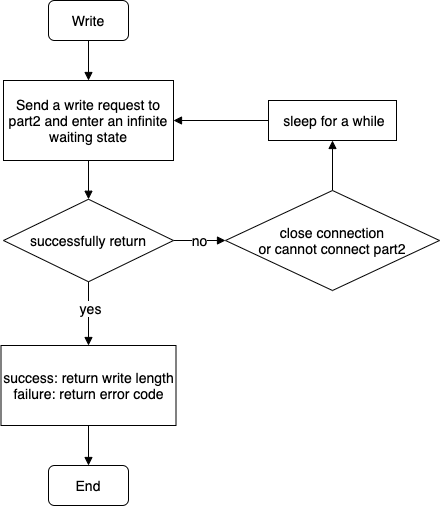 Write
Send a write request to
part2 and enter an infinite
waiting state
sleep for a while
successfully return
no
close connection
or cannot connect part2
yes
success: return write length
failure: return error code
End